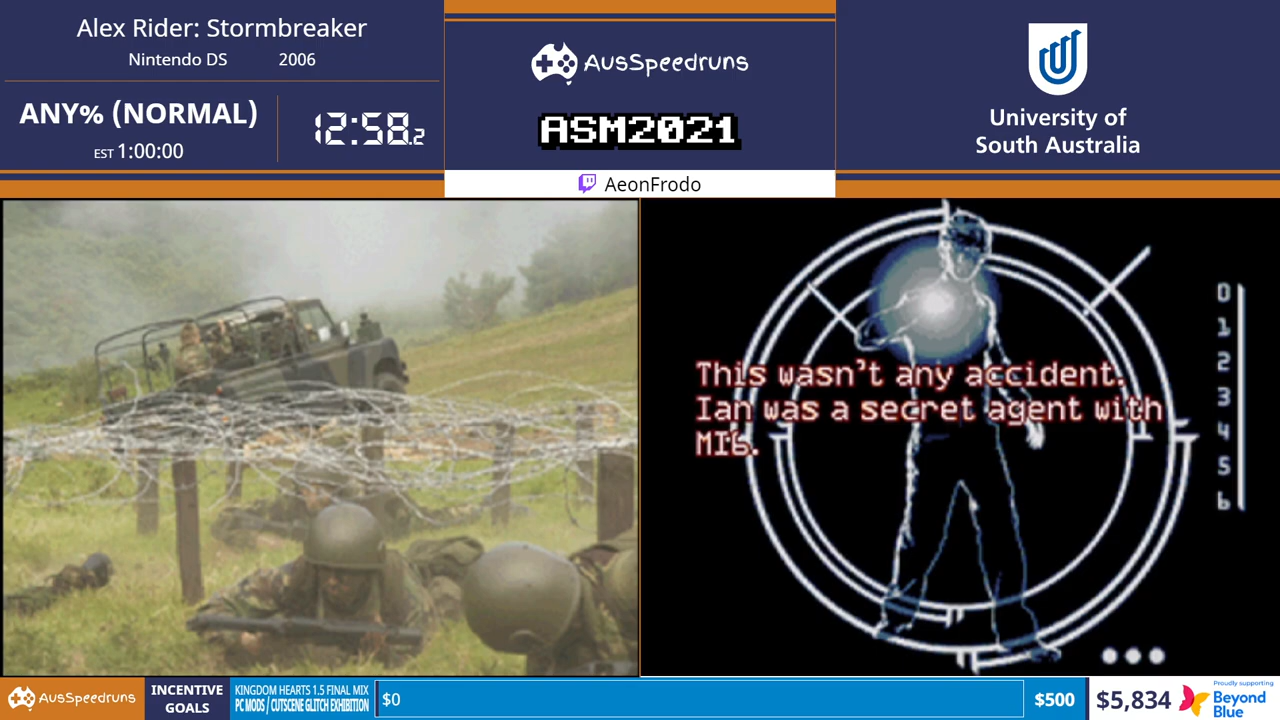 Alex Rider: Stormbreaker
Nintendo DS 2006
ANY% (NORMAL)
EST 1:00:00
12:58.2
AusSpeedruns
ASM2021
AeonFrodo
University of
South Australia
This wasn't any accident.
Ian was a secret agent with
MI6.
0
1
2
3
4
5
6
AusSpeedruns
INCENTIVE
GOALS
KINGDOM HEARTS 1.5 FINAL MIX
PC MODS / CUTSCENE GLITCH EXHIBITION
$0
$500
$5,834
Proudly supporting
Beyond
Blue